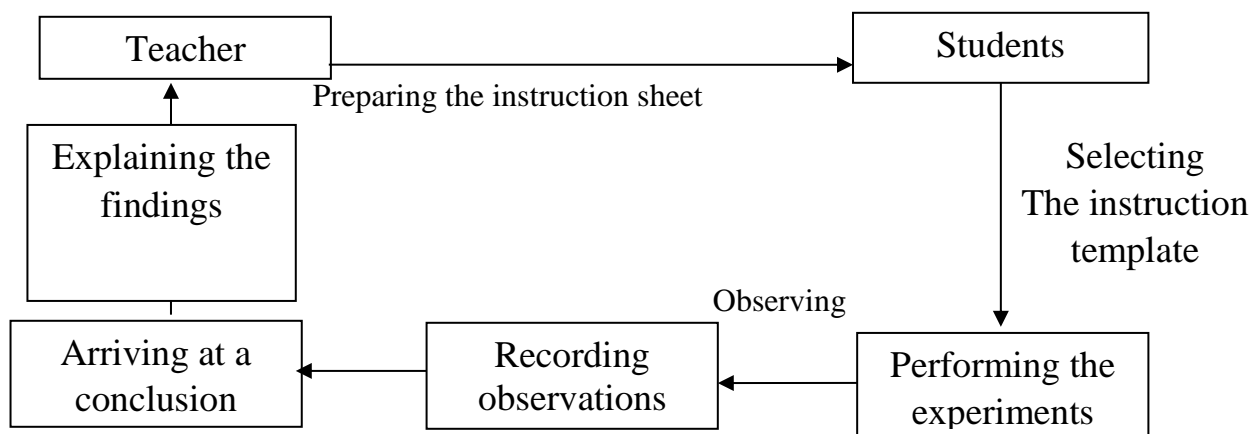 Teacher
Students
Preparing the instruction sheet
Explaining the
findings
Selecting
The instruction
template
Observing
Arriving at a
conclusion
Recording
observations
Performing the
experiments